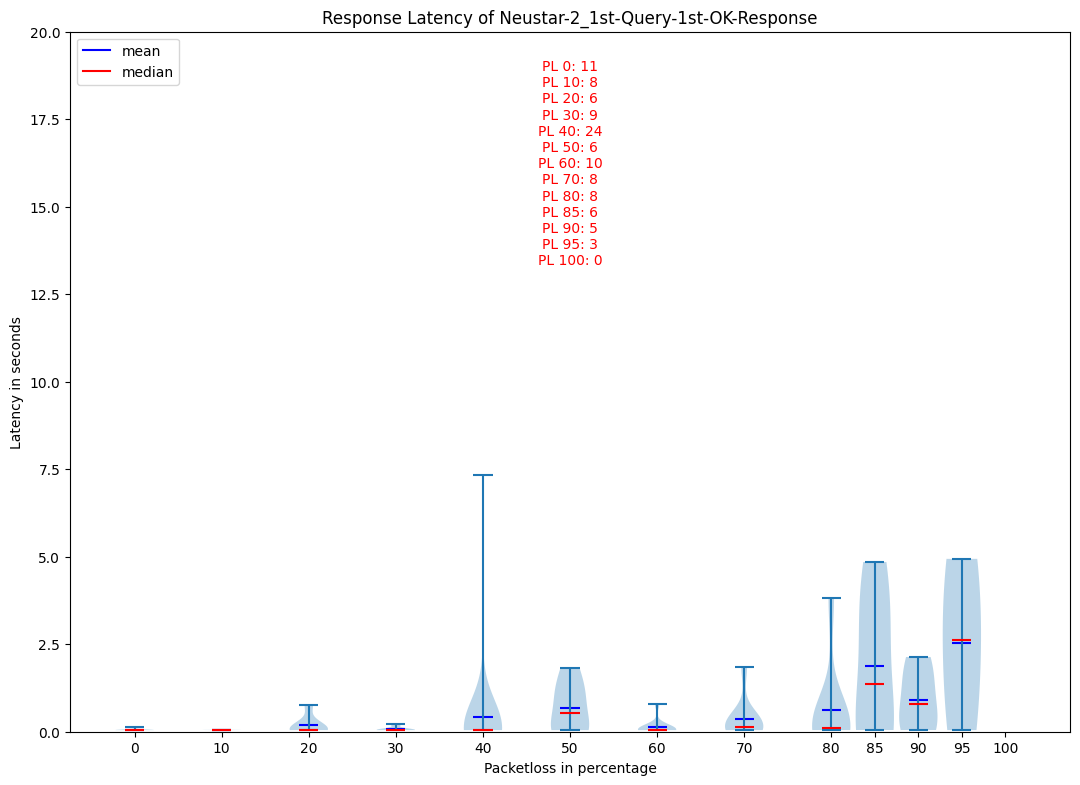 Response Latency of Neustar-2_1st-Query-1st-OK-Response
mean
median
PL 0: 11
PL 10: 8
PL 20: 6
PL 30: 9
PL 40: 24
PL 50: 6
PL 60: 10
PL 70: 8
PL 80: 8
PL 85: 6
PL 90: 5
PL 95: 3
PL 100: 0
20.0
17.5
15.0
12.5
10.0
7.5
5.0
2.5
0.0
Latency in seconds
0 10 20 30 40 50 60 70 80 85 90 95 100
Packetloss in percentage